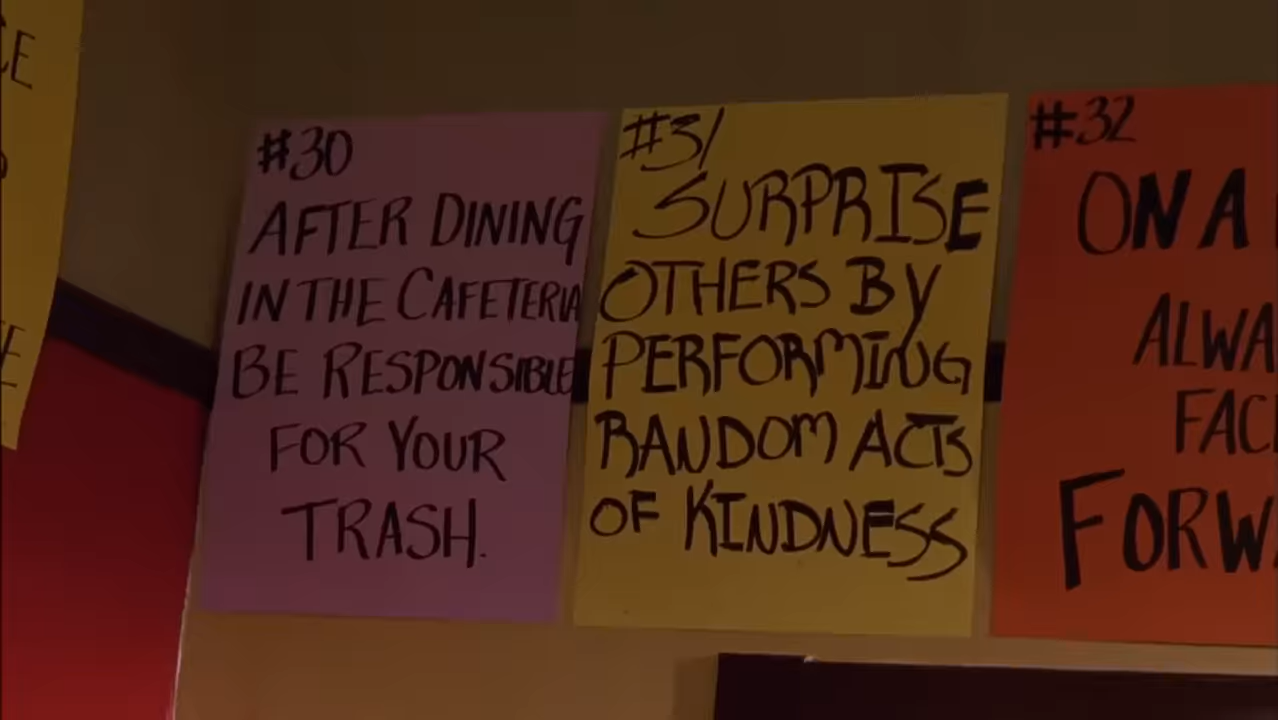 #30
AFTER DINING
IN THE CAFETERIA
BE RESPONSIBLE
FOR YOUR
TRASH.
#31
SURPRISE
OTHERS BY
PERFORMING
RANDOM ACTS
OF KINDNESS
#32
ON A